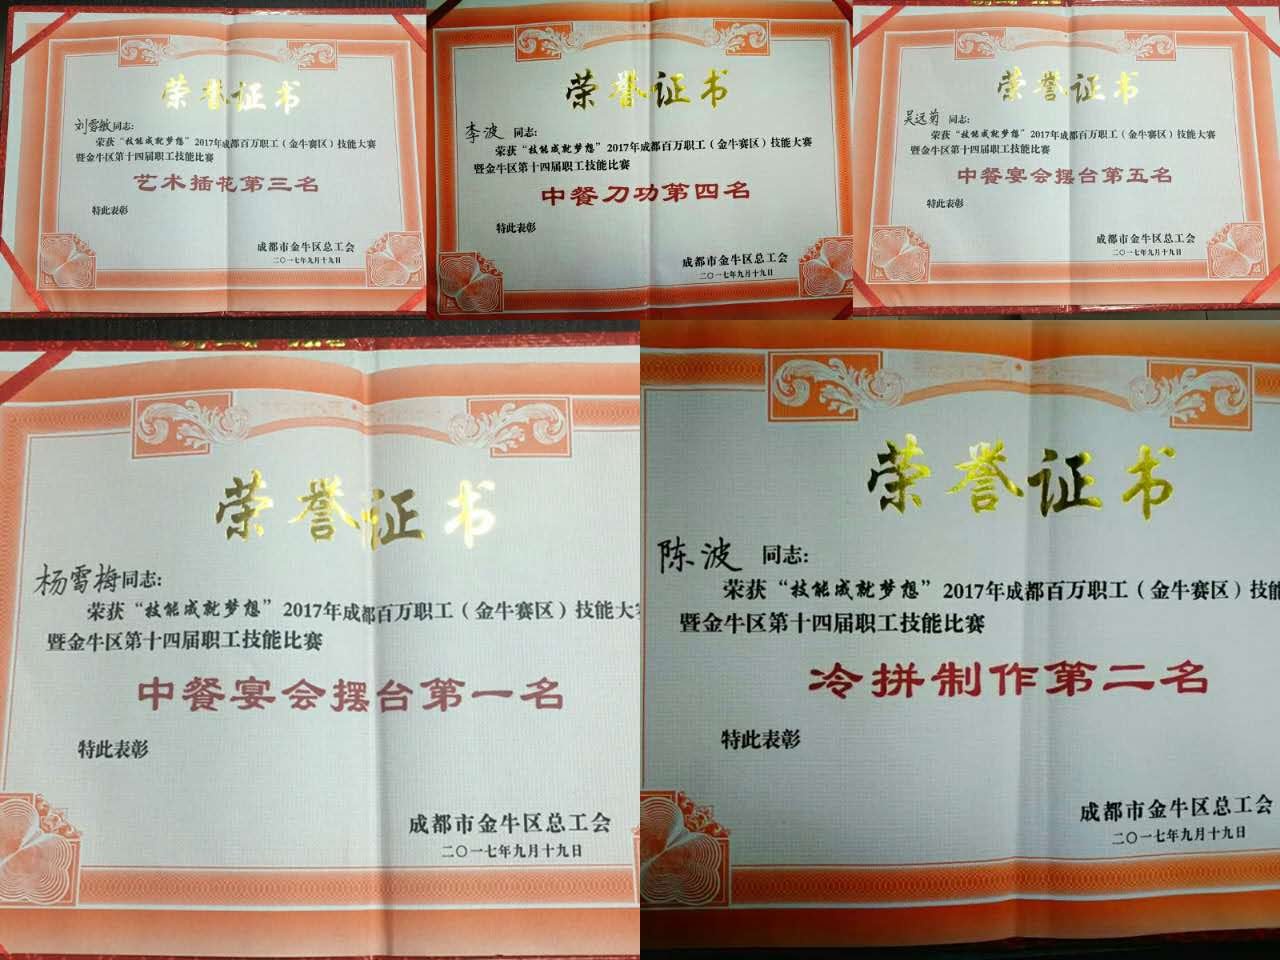 荣誉证书
刘雪敏同志：
荣获“技能成就梦想”2017年成都百万职工（金牛赛区）技能大赛
暨金牛区第十四届职工技能比赛
艺术插花第三名
特此表彰
成都市金牛区总工会
二〇一七年九月十九日
荣誉证书
李波 同志：
荣获“技能成就梦想”2017年成都百万职工（金牛赛区）技能大赛
暨金牛区第十四届职工技能比赛
中餐刀功第四名
特此表彰
成都市金牛区总工会
二〇一七年九月十九日
荣誉证书
吴远菊 同志：
荣获“技能成就梦想”2017年成都百万职工（金牛赛区）技能大赛
暨金牛区第十四届职工技能比赛
中餐宴会摆台第五名
特此表彰
成都市金牛区总工会
二〇一七年九月十九日
荣誉证书
杨雪梅同志：
荣获“技能成就梦想”2017年成都百万职工（金牛赛区）技能大赛
暨金牛区第十四届职工技能比赛
中餐宴会摆台第一名
特此表彰
成都市金牛区总工会
二〇一七年九月十九日
荣誉证书
陈波 同志：
荣获“技能成就梦想”2017年成都百万职工（金牛赛区）技能
暨金牛区第十四届职工技能比赛
冷拼制作第二名
特此表彰
成都市金牛区总工会
二〇一七年九月十九日